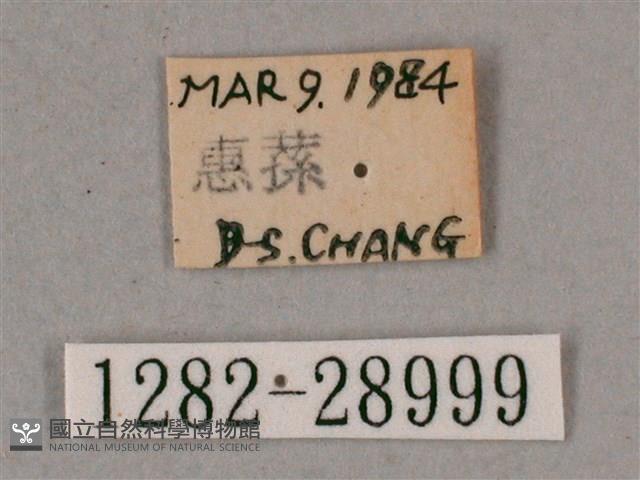 MAR 9. 1984
惠蓀
D-S. CHANG
1282-28999
國立自然科學博物館
NATIONAL MUSEUM OF NATURAL SCIENCE